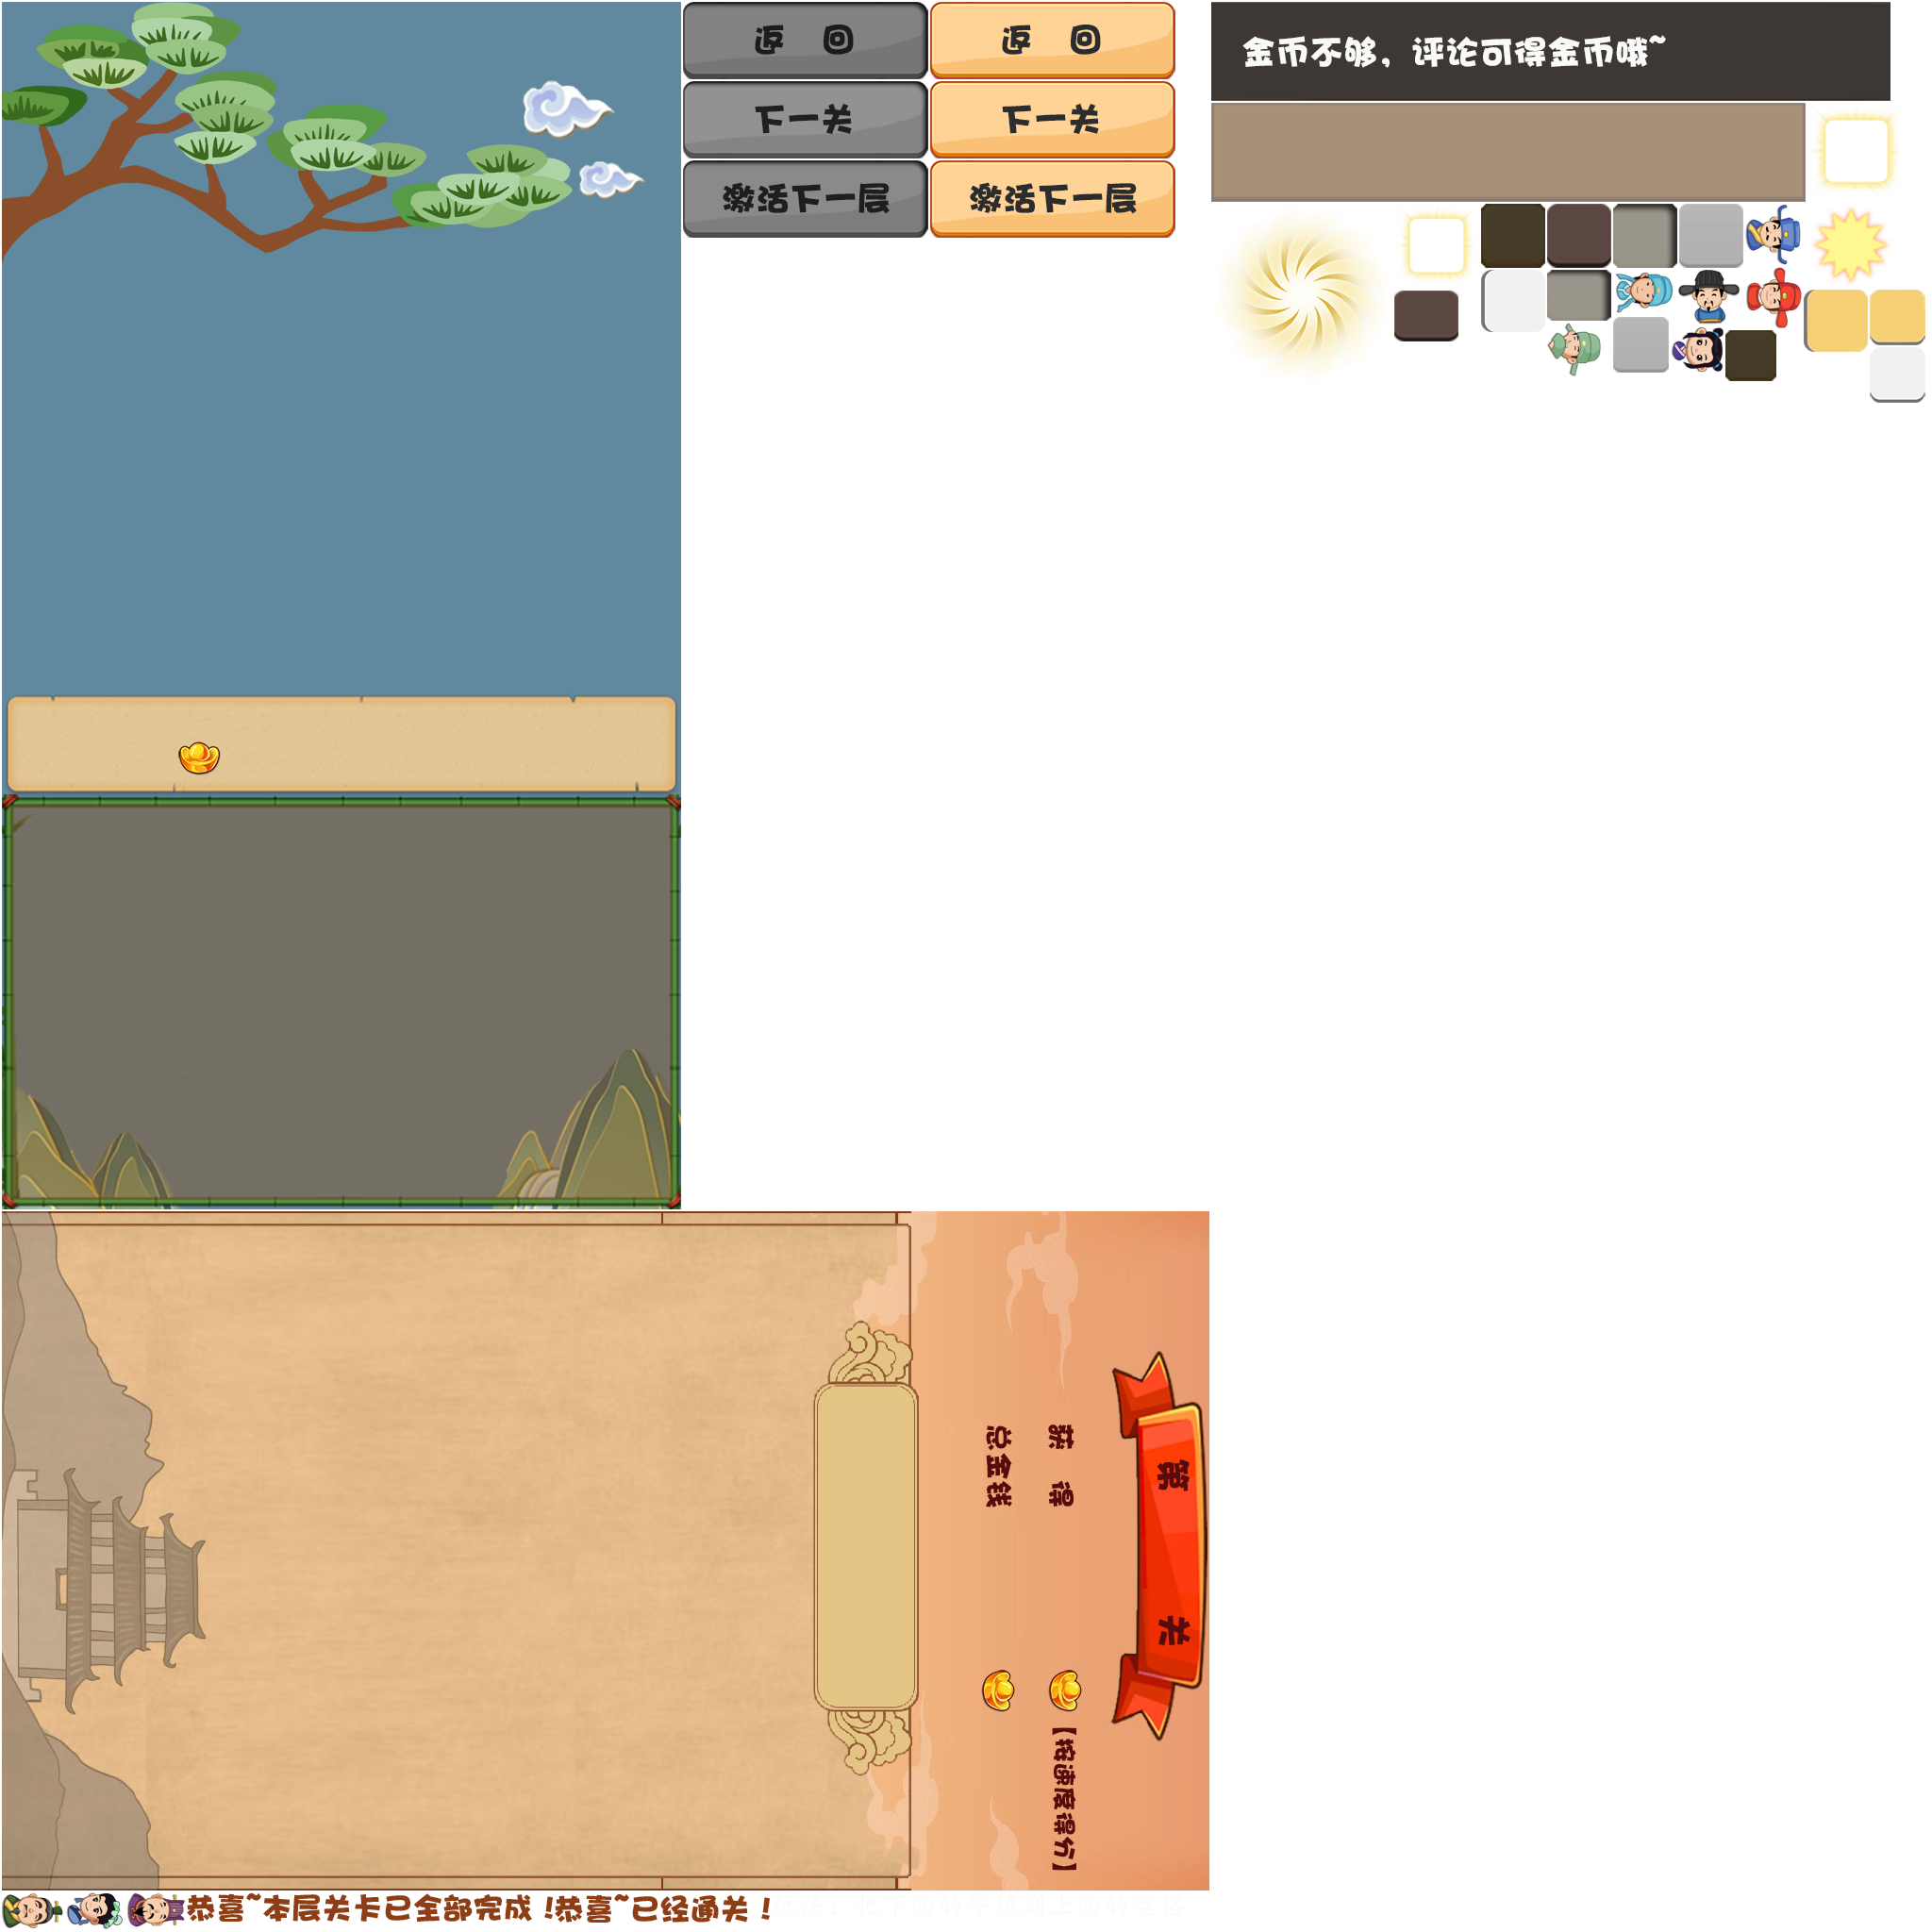 返 回
返 回
下一关
下一关
激活下一层
激活下一层
金币不够，评论可得金币哦~
第 关
获 得
【按速度得分】
总金钱
恭喜~本层关卡已全部完成！
恭喜~已经通关！